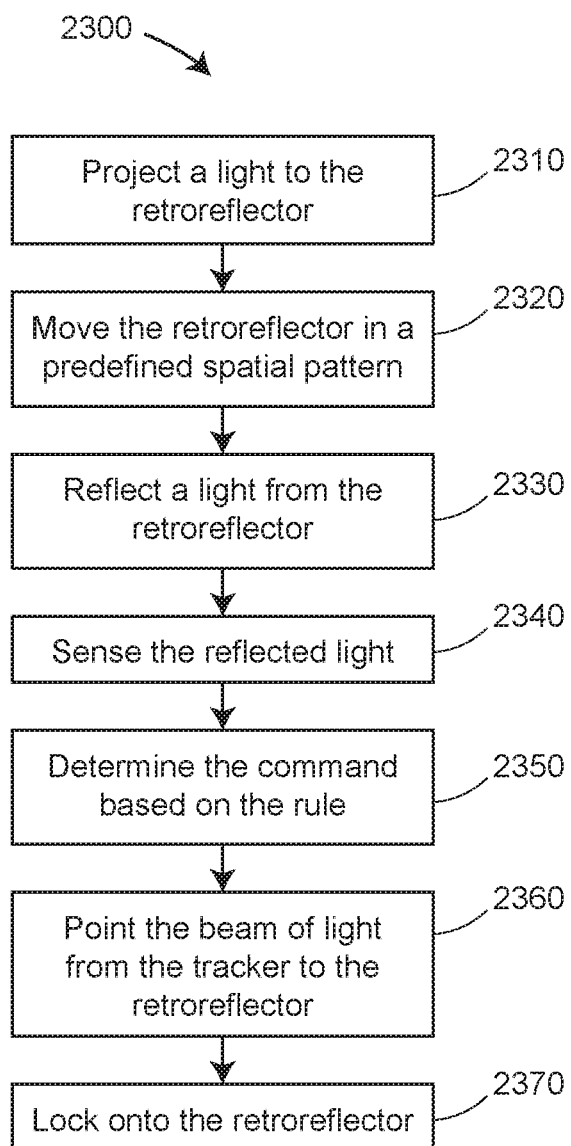 2300
Project a light to the
retroreflector
2310
Move the retroreflector in a
predefined spatial pattern
2320
Reflect a light from the
retroreflector
2330
Sense the reflected light
2340
Determine the command
based on the rule
2350
Point the beam of light
from the tracker to the
retroreflector
2360
Lock onto the retroreflector
2370